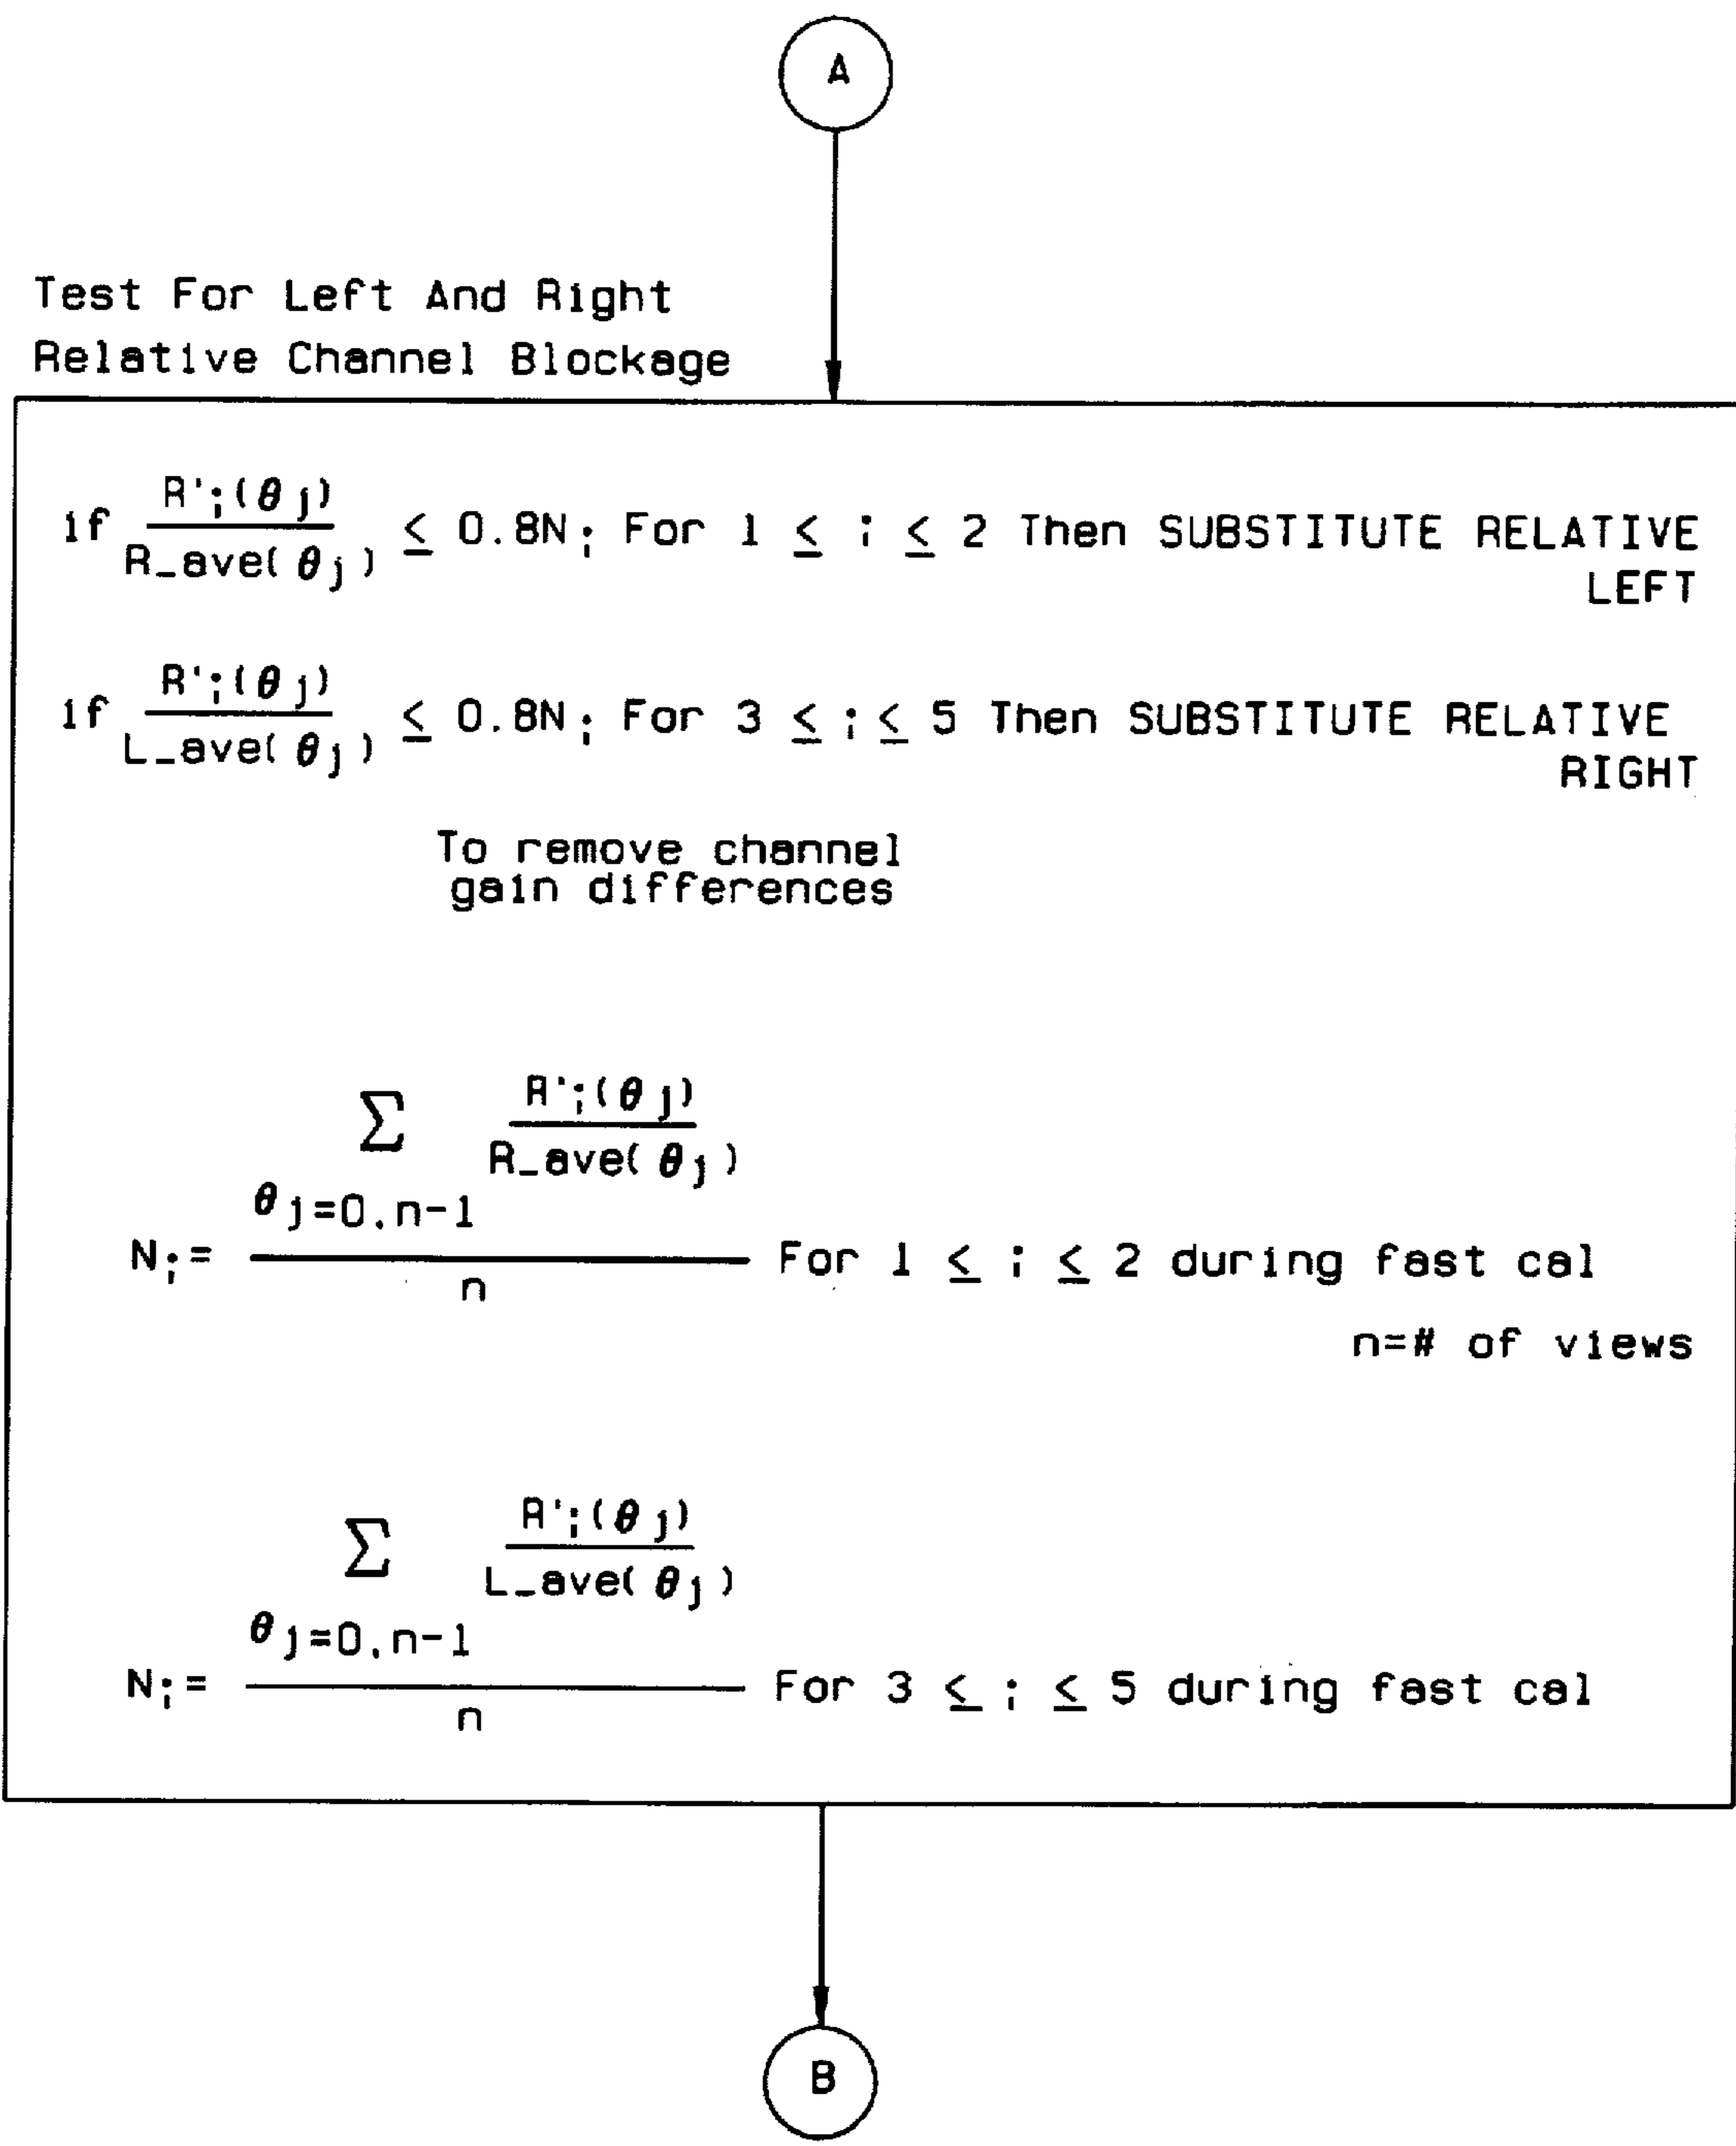 A
Test For Left And Right
Relative Channel Blockage
if R'i(θj) / R_ave(θj) ≤ 0.8Ni For 1 ≤ i ≤ 2 Then SUBSTITUTE RELATIVE
LEFT
if R'i(θj) / L_ave(θj) ≤ 0.8Ni For 3 ≤ i ≤ 5 Then SUBSTITUTE RELATIVE
RIGHT
To remove channel
gain differences
Σ R'i(θj)
R_ave(θj)
θj=0,n-1
Ni= For 1 ≤ i ≤ 2 during fast cal
n
n=# of views
Σ R'i(θj)
L_ave(θj)
θj=0,n-1
Ni= For 3 ≤ i ≤ 5 during fast cal
n
B